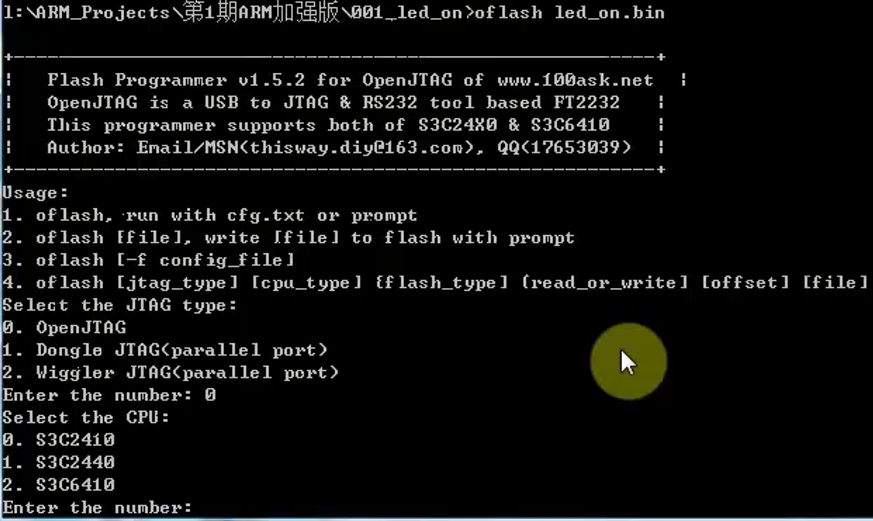 l:\ARM_Projects\第1期ARM加强版\001_led_on>oflash led_on.bin
+---------------------------------------------------------+
|   Flash Programmer v1.5.2 for OpenJTAG of www.100ask.net   |
|   OpenJTAG is a USB to JTAG & RS232 tool based FT2232   |
|   This programmer supports both of S3C24X0 & S3C6410   |
|   Author: Email/MSN(thisway.diy@163.com), QQ(17653039)   |
+---------------------------------------------------------+
Usage:
1. oflash, run with cfg.txt or prompt
2. oflash [file], write [file] to flash with prompt
3. oflash [-f config_file]
4. oflash [jtag_type] [cpu_type] [flash_type] [read_or_write] [offset] [file]
Select the JTAG type:
0. OpenJTAG
1. Dongle JTAG(parallel port)
2. Wiggler JTAG(parallel port)
Enter the number: 0
Select the CPU:
0. S3C2410
1. S3C2440
2. S3C6410
Enter the number: